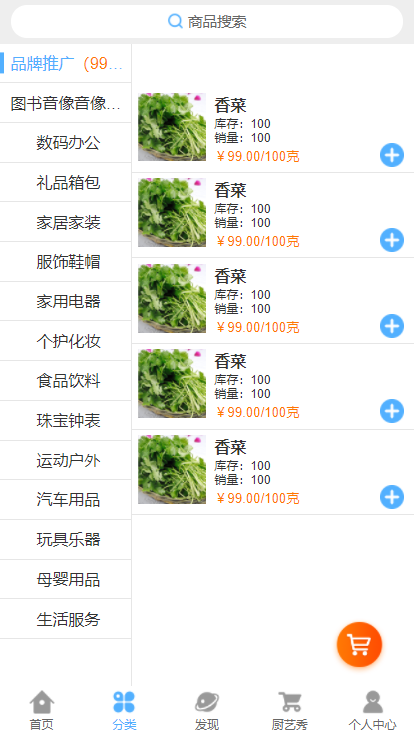 商品搜索
品牌推广（99...
图书音像音像...
数码办公
礼品箱包
家居家装
服饰鞋帽
家用电器
个护化妆
食品饮料
珠宝钟表
运动户外
汽车用品
玩具乐器
母婴用品
生活服务
香菜
库存：100
销量：100
￥99.00/100克
香菜
库存：100
销量：100
￥99.00/100克
香菜
库存：100
销量：100
￥99.00/100克
香菜
库存：100
销量：100
￥99.00/100克
香菜
库存：100
销量：100
￥99.00/100克
首页
分类
发现
厨艺秀
个人中心